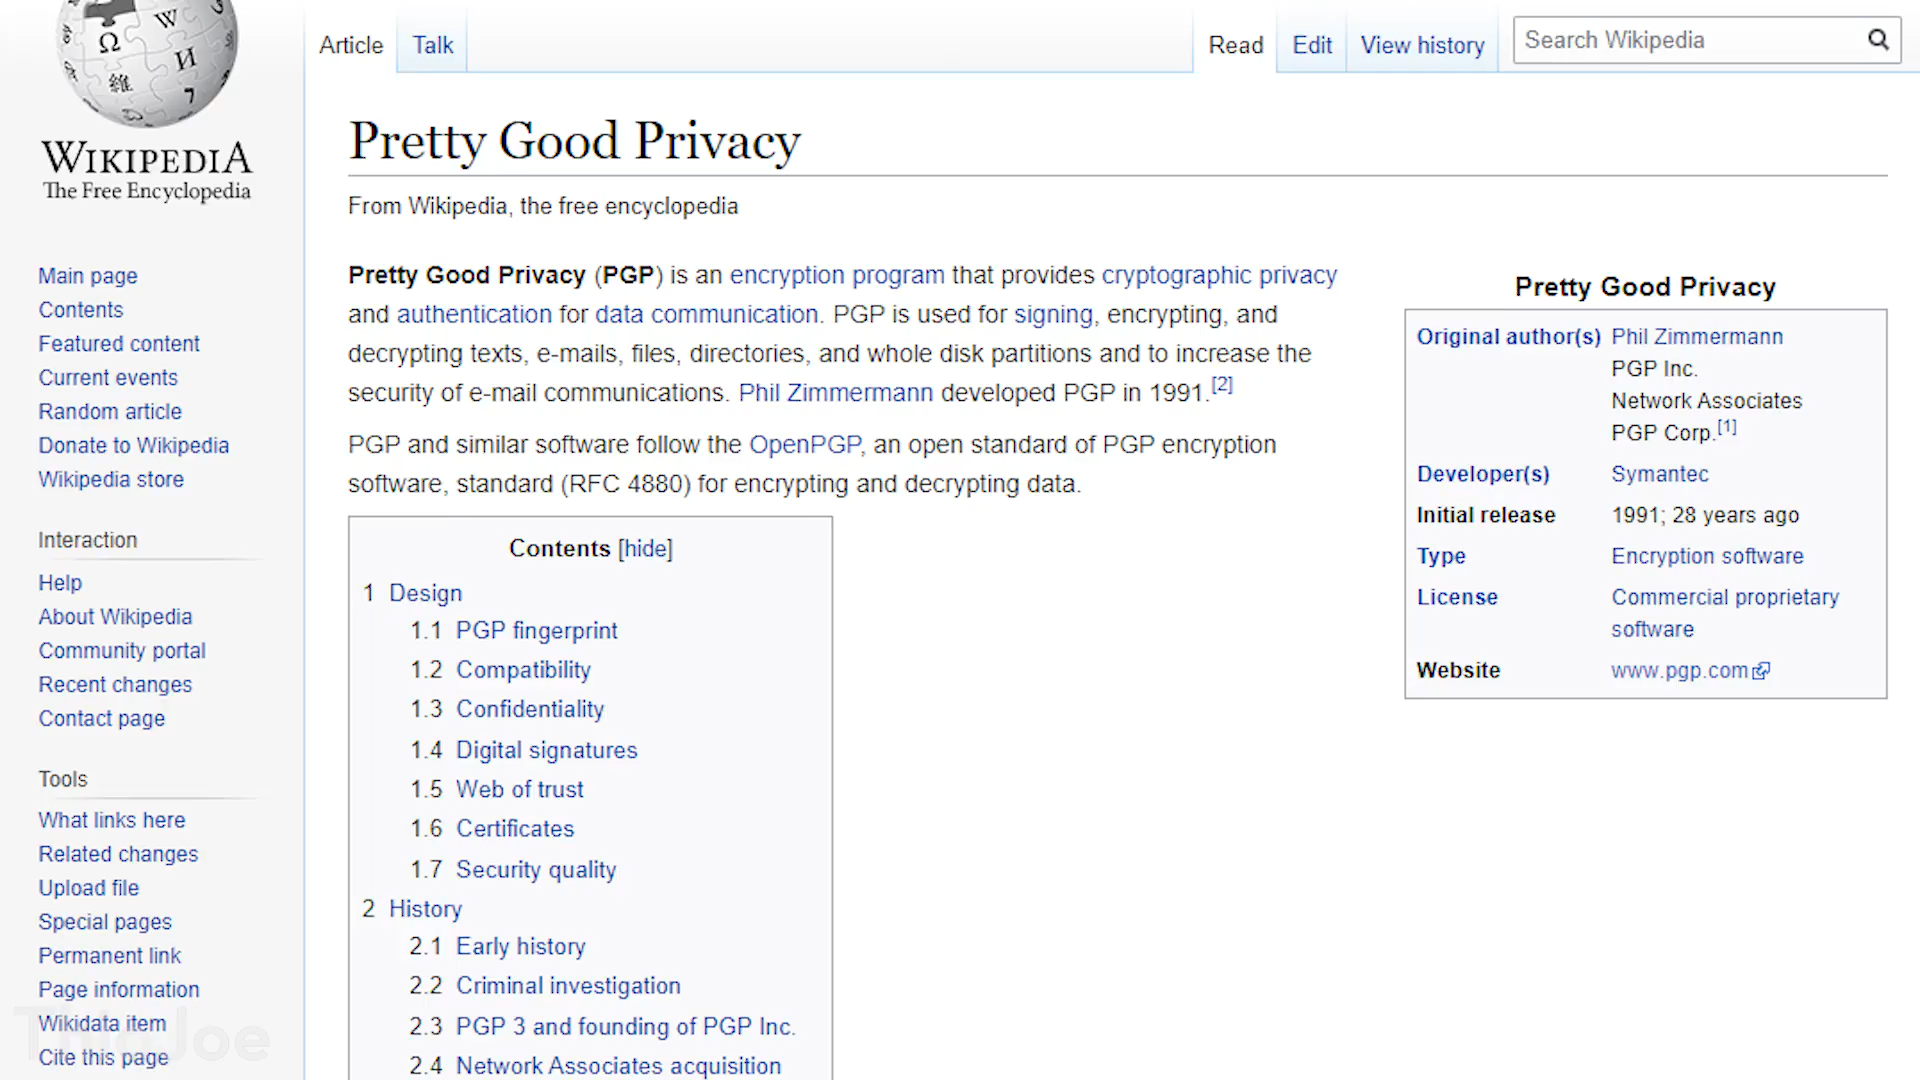 Article Talk Read Edit View history Search Wikipedia
WIKIPEDIA
The Free Encyclopedia
Main page
Contents
Featured content
Current events
Random article
Donate to Wikipedia
Wikipedia store
Interaction
Help
About Wikipedia
Community portal
Recent changes
Contact page
Tools
What links here
Related changes
Upload file
Special pages
Permanent link
Page information
Wikidata item
Cite this page
Pretty Good Privacy
From Wikipedia, the free encyclopedia
Pretty Good Privacy (PGP) is an encryption program that provides cryptographic privacy
and authentication for data communication. PGP is used for signing, encrypting, and
decrypting texts, e-mails, files, directories, and whole disk partitions and to increase the
security of e-mail communications. Phil Zimmermann developed PGP in 1991.[2]
PGP and similar software follow the OpenPGP, an open standard of PGP encryption
software, standard (RFC 4880) for encrypting and decrypting data.
Contents [hide]
1 Design
1.1 PGP fingerprint
1.2 Compatibility
1.3 Confidentiality
1.4 Digital signatures
1.5 Web of trust
1.6 Certificates
1.7 Security quality
2 History
2.1 Early history
2.2 Criminal investigation
2.3 PGP 3 and founding of PGP Inc.
2.4 Network Associates acquisition
Pretty Good Privacy
Original author(s) Phil Zimmermann
PGP Inc.
Network Associates
PGP Corp.[1]
Developer(s) Symantec
Initial release 1991; 28 years ago
Type Encryption software
License Commercial proprietary
software
Website www.pgp.com